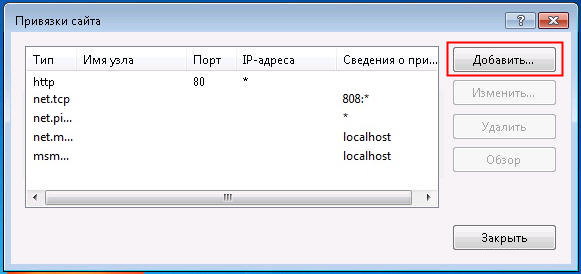 Привязки сайта
Тип Имя узла Порт IP-адреса Сведения о при...
http 80 *
net.tcp 808:*
net.pi... *
net.m... localhost
msm... localhost
Добавить...
Изменить...
Удалить
Обзор
Закрыть